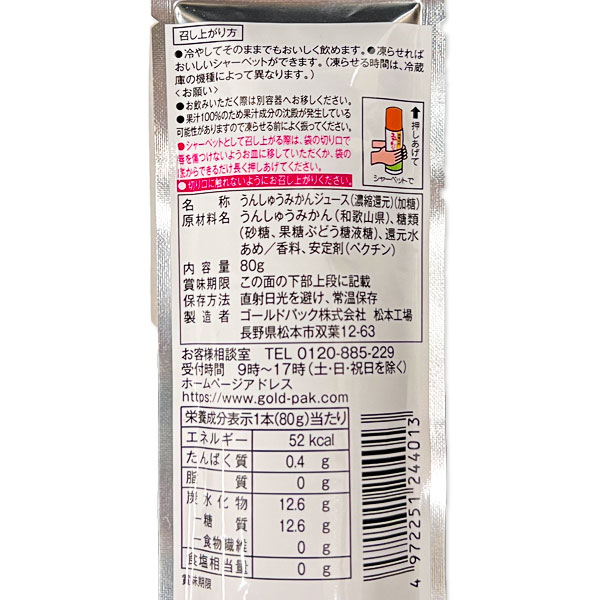 召し上がり方
●冷やしてそのままでもおいしく飲めます。●凍らせれば
おいしいシャーベットができます。(凍らせる時間は、冷蔵
庫の機種によって異なります。)
<お願い>
●お飲みいただく際は別容器へお移しください。
●果汁100%のため果汁成分の沈殿が発生している
可能性がありますので凍らせる前によく振ってください。
●シャーベットとして召し上がる際は、袋の切り口で
唇を傷つけないようお皿に移していただくか、袋の
底からできるだけ長く押しあげてください。
●切り口に触れないようにお召し上がりください。
押しあげて
シャーベットで
名称 うんしゅうみかんジュース(濃縮還元)(加糖)
原材料名 うんしゅうみかん(和歌山県)、糖類
(砂糖、果糖ぶどう糖液糖)、還元水
あめ/香料、安定剤(ペクチン)
内容量 80g
賞味期限 この面の下部上段に記載
保存方法 直射日光を避け、常温保存
製造者 ゴールドパック株式会社 松本工場
長野県松本市双葉12-63
お客様相談室 TEL 0120-885-229
受付時間 9時~17時(土・日・祝日を除く)
ホームページアドレス
https://www.gold-pak.com
栄養成分表示1本(80g)当たり
エネルギー 52 kcal
たんぱく質 0.4 g
脂質 0 g
炭水化物 12.6 g
ー糖質 12.6 g
ー食物繊維 0 g
食塩相当量 0 g
賞味期限
4 972251 244013